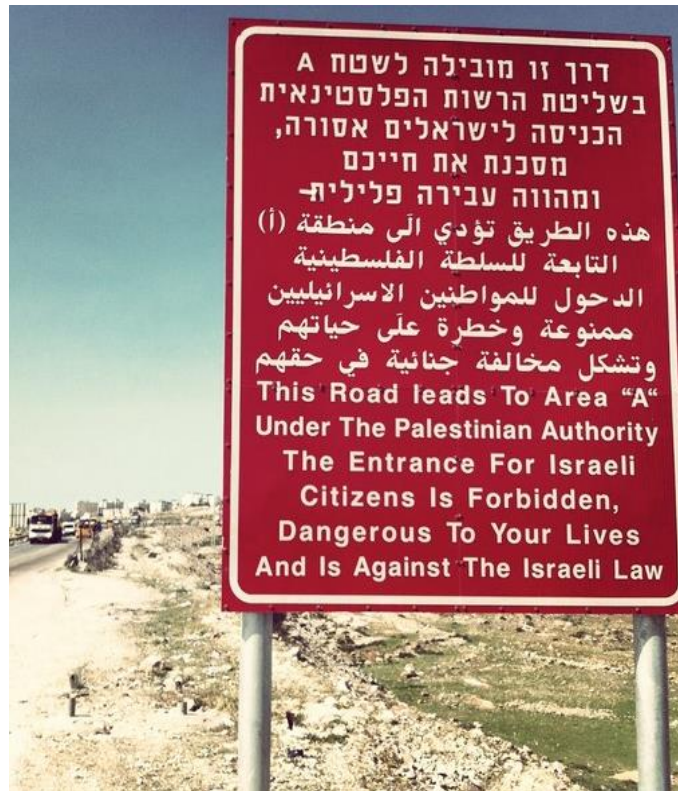 דרך זו מובילה לשטח A
בשליטת הרשות הפלסטינאית
הכניסה לישראלים אסורה,
מסכנת את חייכם
ומהווה עבירה פלילית
هذه الطريق تؤدي الَى منطقة (أ)
التابعة للسلطة الفلسطينية
الدخول للمواطنين الاسرائيليين
ممنوعة وخطرة علَى حياتهم
وتشكل مخالفة جنائية في حقهم
This Road leads To Area “A“
Under The Palestinian Authority
The Entrance For Israeli
Citizens Is Forbidden,
Dangerous To Your Lives
And Is Against The Israeli Law